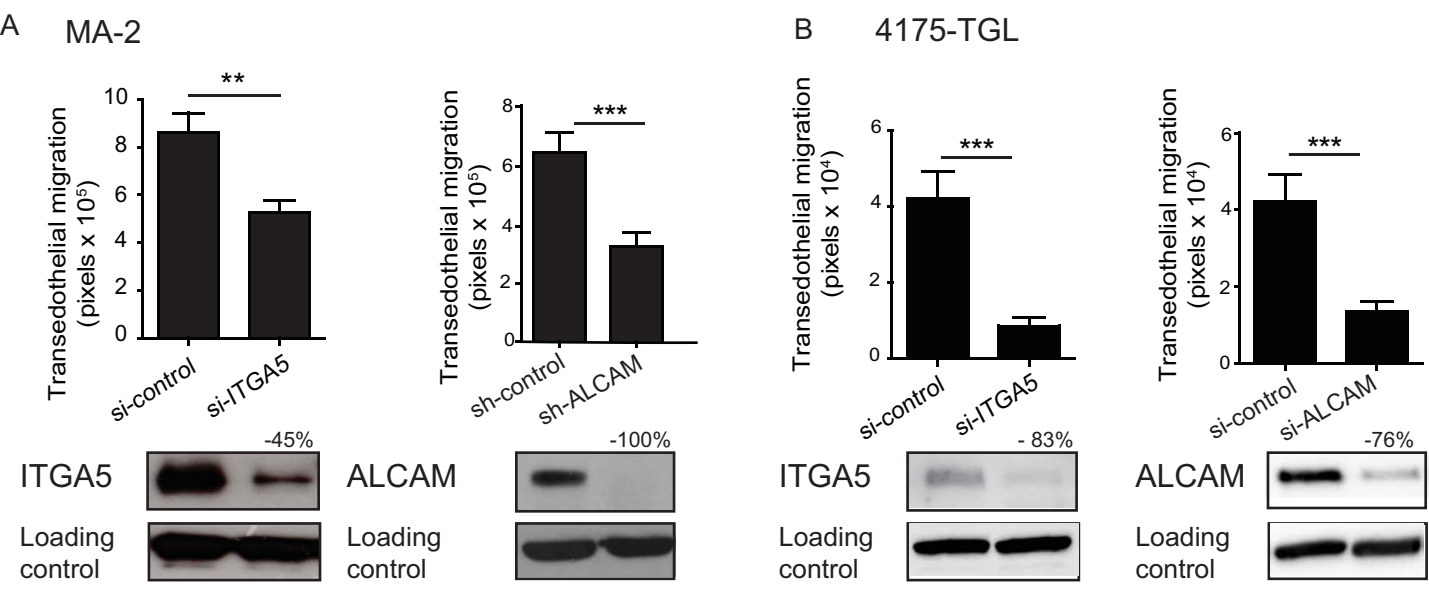 A MA-2
Transedothelial migration
(pixels x 10⁵)
10
8
6
4
2
0
**
si-control
si-ITGA5
Transedothelial migration
(pixels x 10⁵)
8
6
4
2
0
***
sh-control
sh-ALCAM
-45%
ITGA5
Loading
control
-100%
ALCAM
Loading
control
B 4175-TGL
Transedothelial migration
(pixels x 10⁴)
6
4
2
0
***
si-control
si-ITGA5
Transedothelial migration
(pixels x 10⁴)
6
4
2
0
***
si-control
si-ALCAM
- 83%
ITGA5
Loading
control
-76%
ALCAM
Loading
control